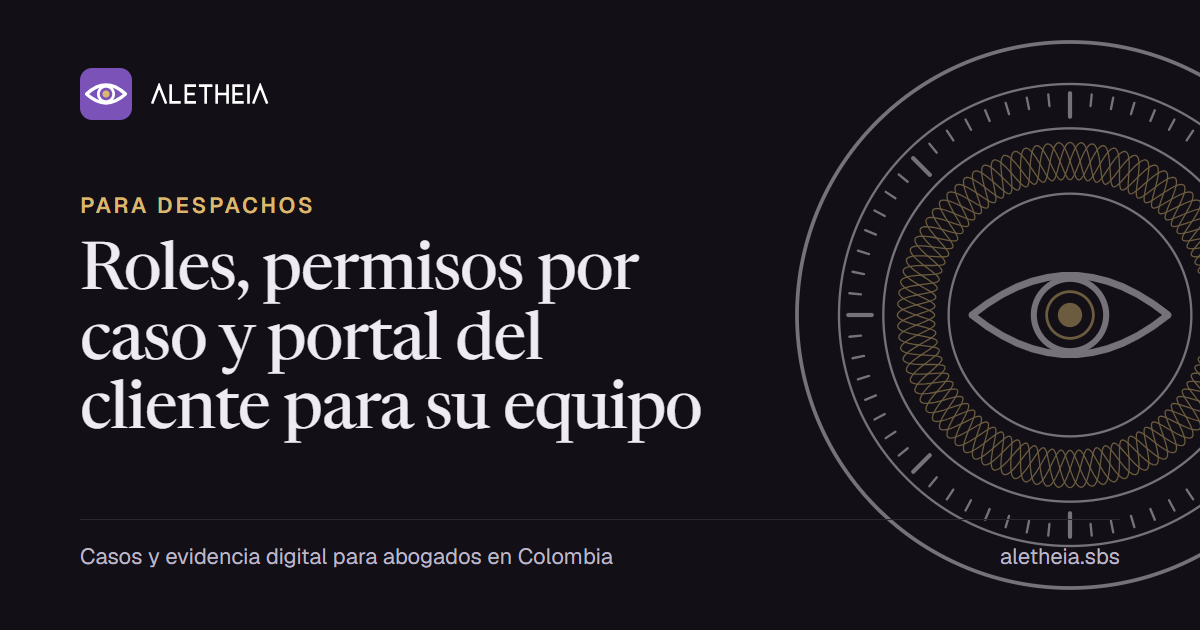 ALETHEIA
PARA DESPACHOS
Roles, permisos por
caso y portal del
cliente para su equipo
Casos y evidencia digital para abogados en Colombia
aletheia.sbs